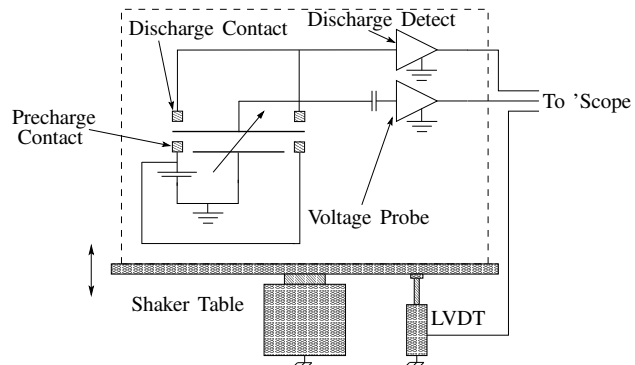 Discharge Contact
Discharge Detect
To 'Scope
Precharge
Contact
Voltage Probe
Shaker Table
LVDT